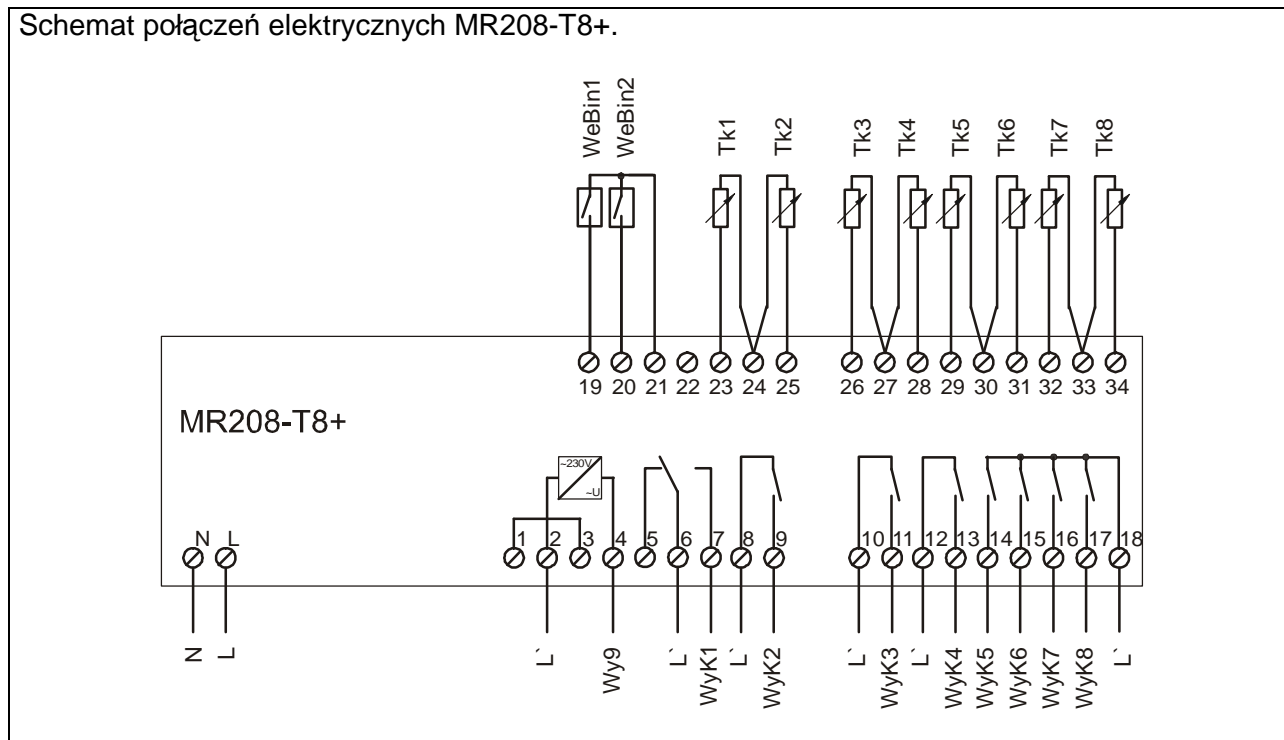 Schemat połączeń elektrycznych MR208-T8+.
WeBin1 WeBin2 Tk1 Tk2 Tk3 Tk4 Tk5 Tk6 Tk7 Tk8
19 20 21 22 23 24 25 26 27 28 29 30 31 32 33 34
MR208-T8+
~230V
~U
N L 1 2 3 4 5 6 7 8 9 10 11 12 13 14 15 16 17 18
N L L` Wy9 L` WyK1 L` WyK2 L` WyK3 L` WyK4 WyK5 WyK6 WyK7 WyK8 L`